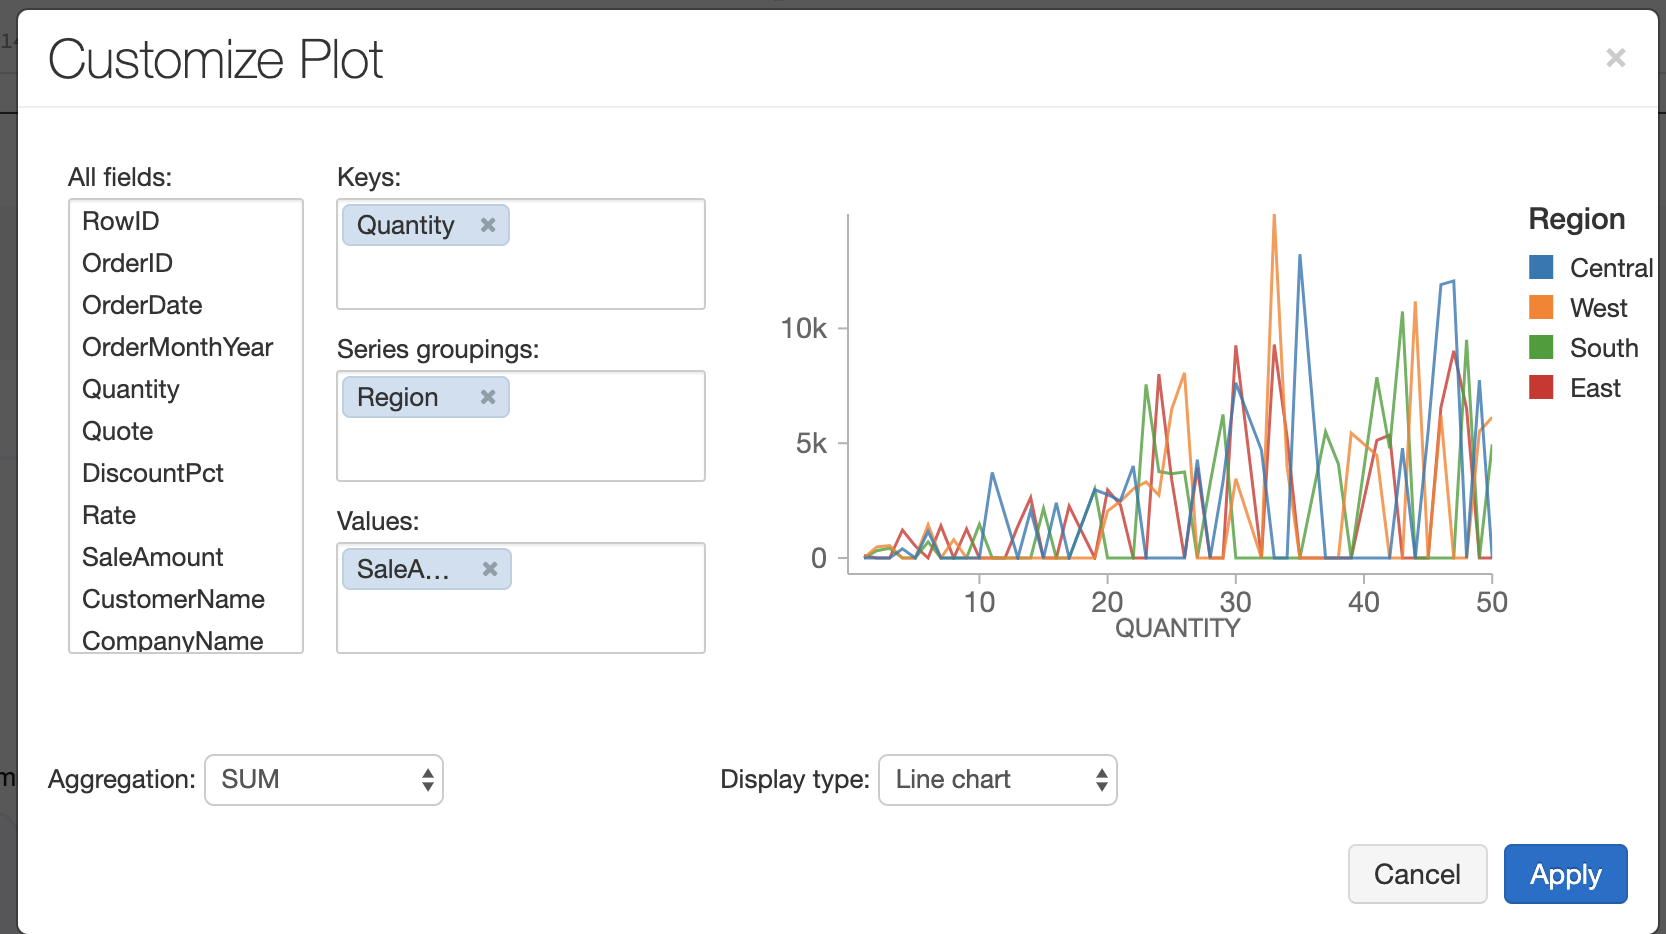 Customize Plot
All fields:
RowID
OrderID
OrderDate
OrderMonthYear
Quantity
Quote
DiscountPct
Rate
SaleAmount
CustomerName
CompanyName
Keys:
Quantity
Series groupings:
Region
Values:
SaleA...
10k
5k
0
10 20 30 40 50
QUANTITY
Region
Central
West
South
East
Aggregation: SUM
Display type: Line chart
Cancel
Apply